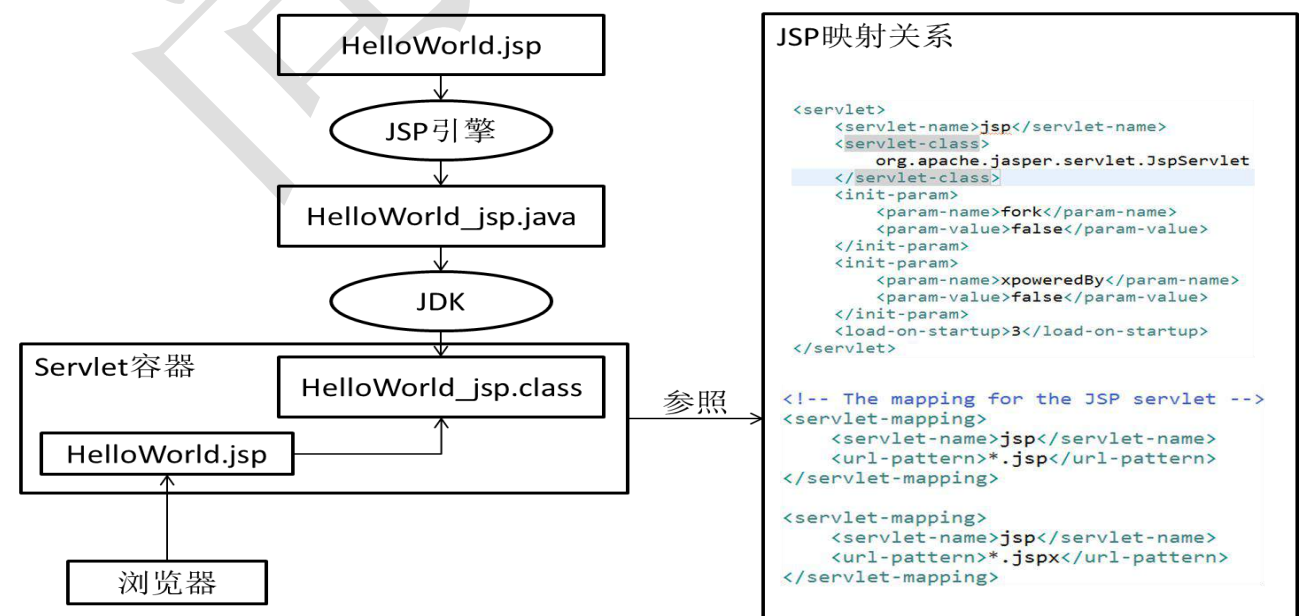 HelloWorld.jsp
JSP引擎
HelloWorld_jsp.java
JDK
Servlet容器
HelloWorld_jsp.class
HelloWorld.jsp
浏览器
参照
JSP映射关系
<servlet>
<servlet-name>jsp</servlet-name>
<servlet-class>
org.apache.jasper.servlet.JspServlet
</servlet-class>
<init-param>
<param-name>fork</param-name>
<param-value>false</param-value>
</init-param>
<init-param>
<param-name>xpoweredBy</param-name>
<param-value>false</param-value>
</init-param>
<load-on-startup>3</load-on-startup>
</servlet>
<!-- The mapping for the JSP servlet -->
<servlet-mapping>
<servlet-name>jsp</servlet-name>
<url-pattern>*.jsp</url-pattern>
</servlet-mapping>
<servlet-mapping>
<servlet-name>jsp</servlet-name>
<url-pattern>*.jspx</url-pattern>
</servlet-mapping>